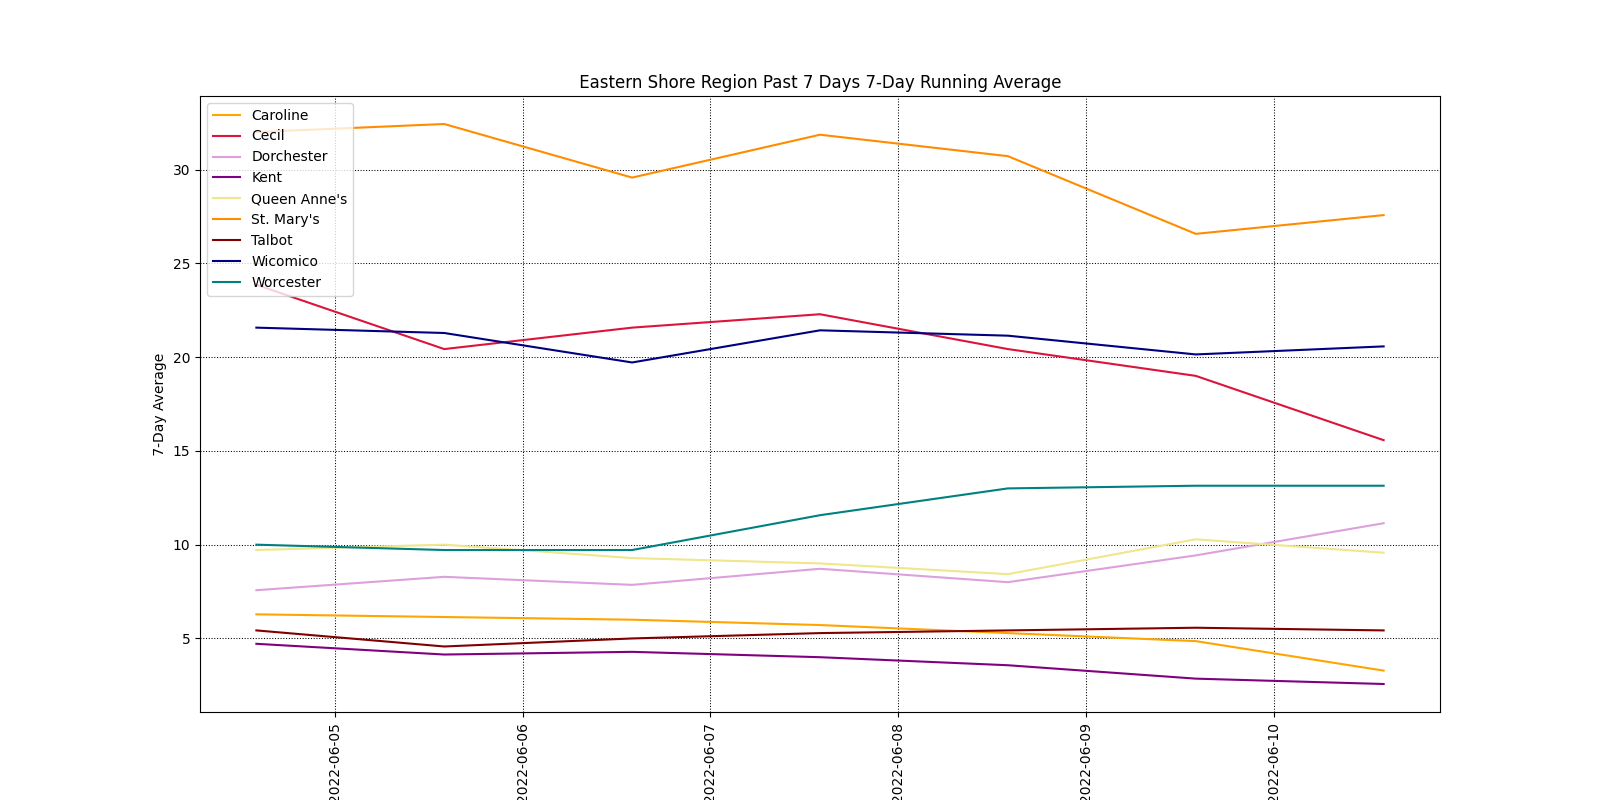 Eastern Shore Region Past 7 Days 7-Day Running Average
Caroline
Cecil
Dorchester
Kent
Queen Anne's
St. Mary's
Talbot
Wicomico
Worcester
30
25
20
15
10
5
7-Day Average
2022-06-05
2022-06-06
2022-06-07
2022-06-08
2022-06-09
2022-06-10